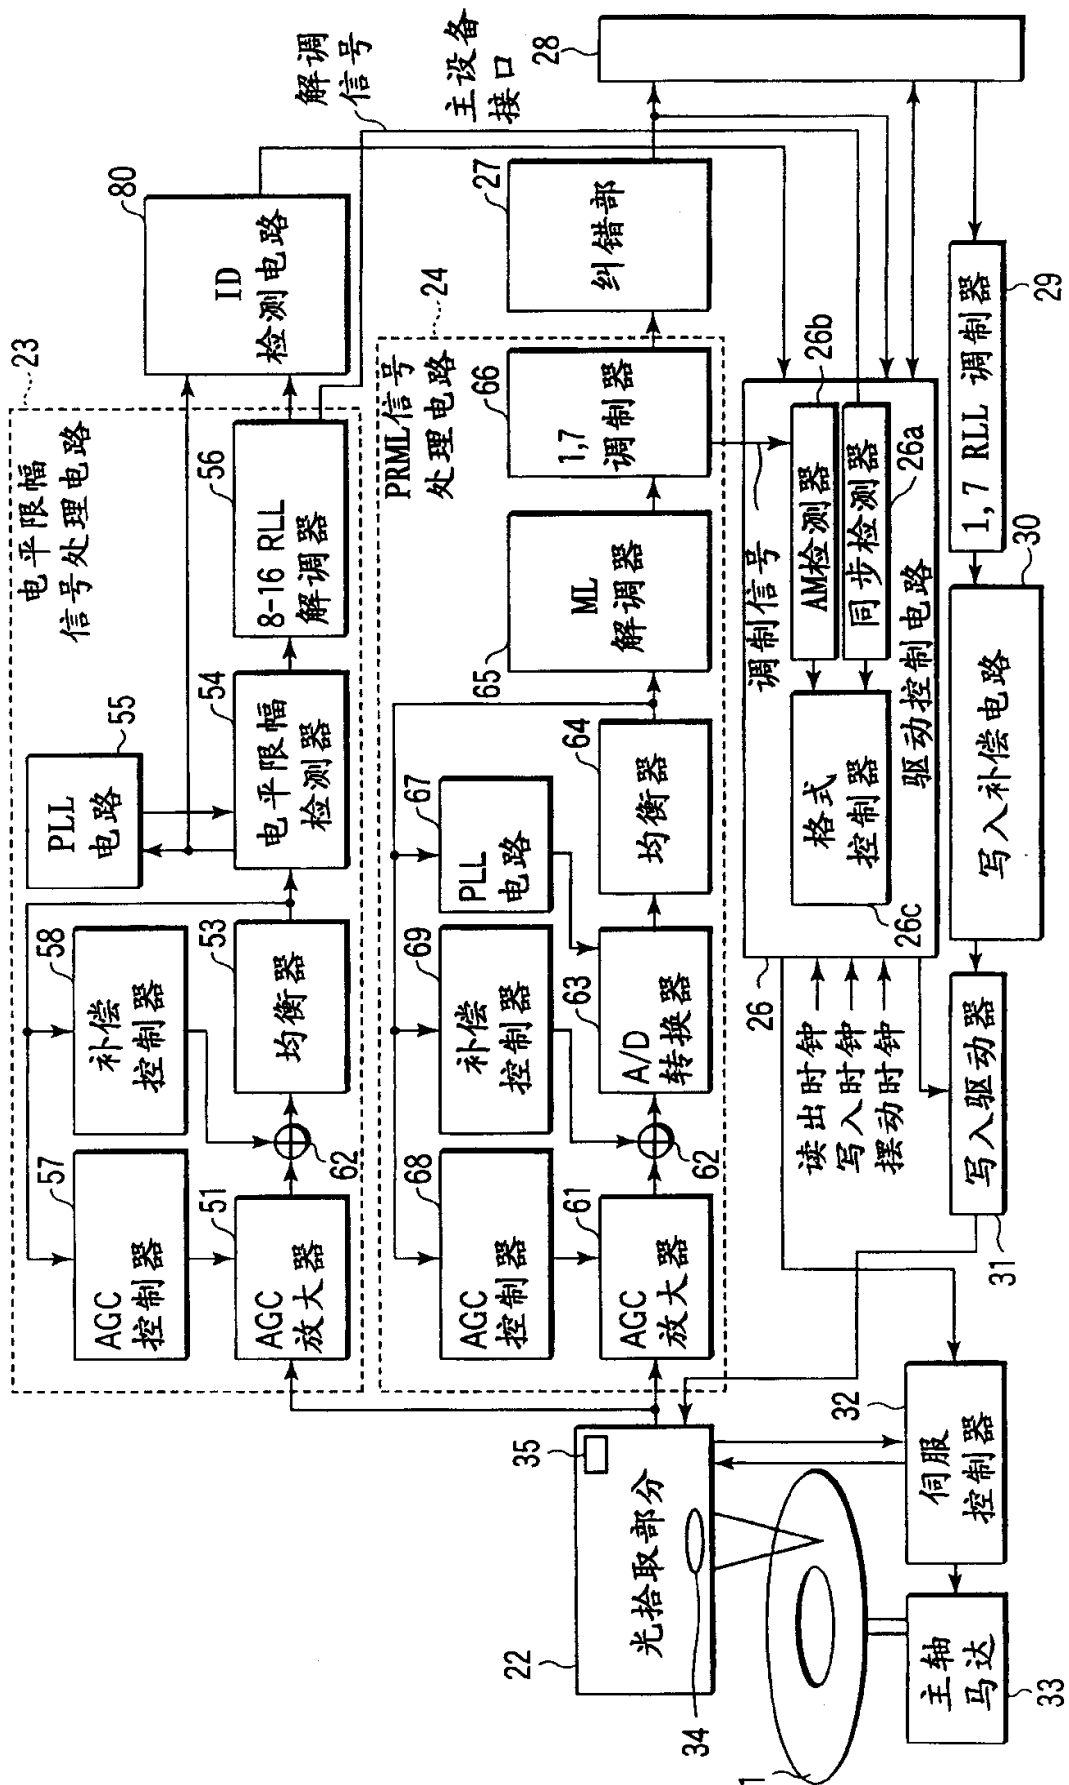 电平限幅
信号处理电路
23
PLL
电路
55
AGC
控制器
57
补偿
控制器
58
AGC
放大器
51
62
均衡器
53
电平限幅
检测器
54
8-16 RLL
解调器
56
ID
检测电路
80
解调
信号
主设备
接口
28
PRML信号
处理电路
24
AGC
控制器
68
补偿
控制器
69
PLL
电路
67
AGC
放大器
61
62
A/D
转换器
63
均衡器
64
ML
解调器
65
1,7
调制器
66
纠错部
27
调制信号
AM检测器
26b
同步检测器
26a
格式
控制器
26c
驱动控制电路
26
读出时钟
写入时钟
摆动时钟
1,7 RLL 调制器
29
写入补偿电路
30
写入驱动器
31
光拾取部分
22
35
34
伺服
控制器
32
主轴
马达
33
1